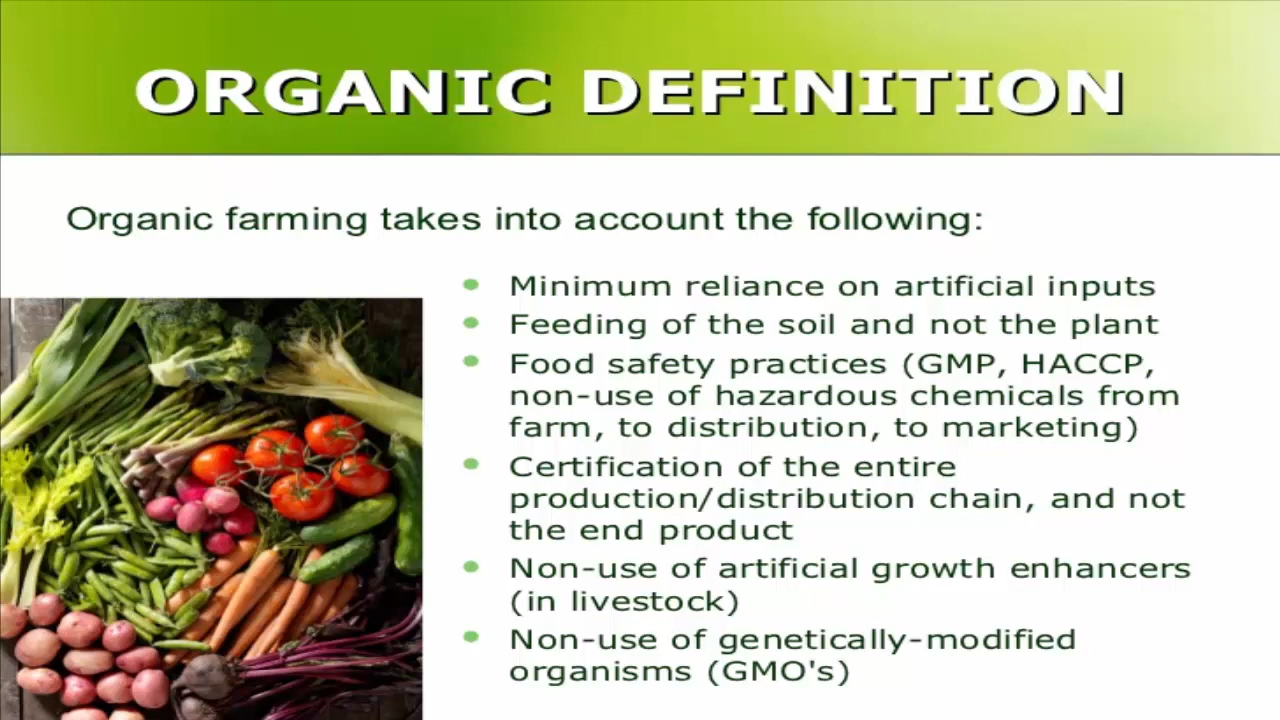 ORGANIC DEFINITION
Organic farming takes into account the following:
Minimum reliance on artificial inputs
Feeding of the soil and not the plant
Food safety practices (GMP, HACCP,
non-use of hazardous chemicals from
farm, to distribution, to marketing)
Certification of the entire
production/distribution chain, and not
the end product
Non-use of artificial growth enhancers
(in livestock)
Non-use of genetically-modified
organisms (GMO's)